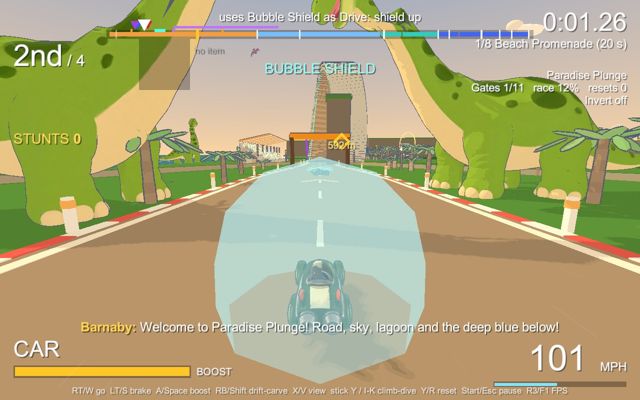 uses Bubble Shield as Drive: shield up
0:01.26
1/8 Beach Promenade (20 s)
2nd / 4
no item
BUBBLE SHIELD
Paradise Plunge
Gates 1/11 race 12% resets 0
Invert off
STUNTS 0
Barnaby: Welcome to Paradise Plunge! Road, sky, lagoon and the deep blue below!
CAR
BOOST
101 MPH
RT/W go LT/S brake A/Space boost RB/Shift drift-carve X/V view stick Y / I-K climb-dive Y/R reset Start/Esc pause R3/F1 FPS